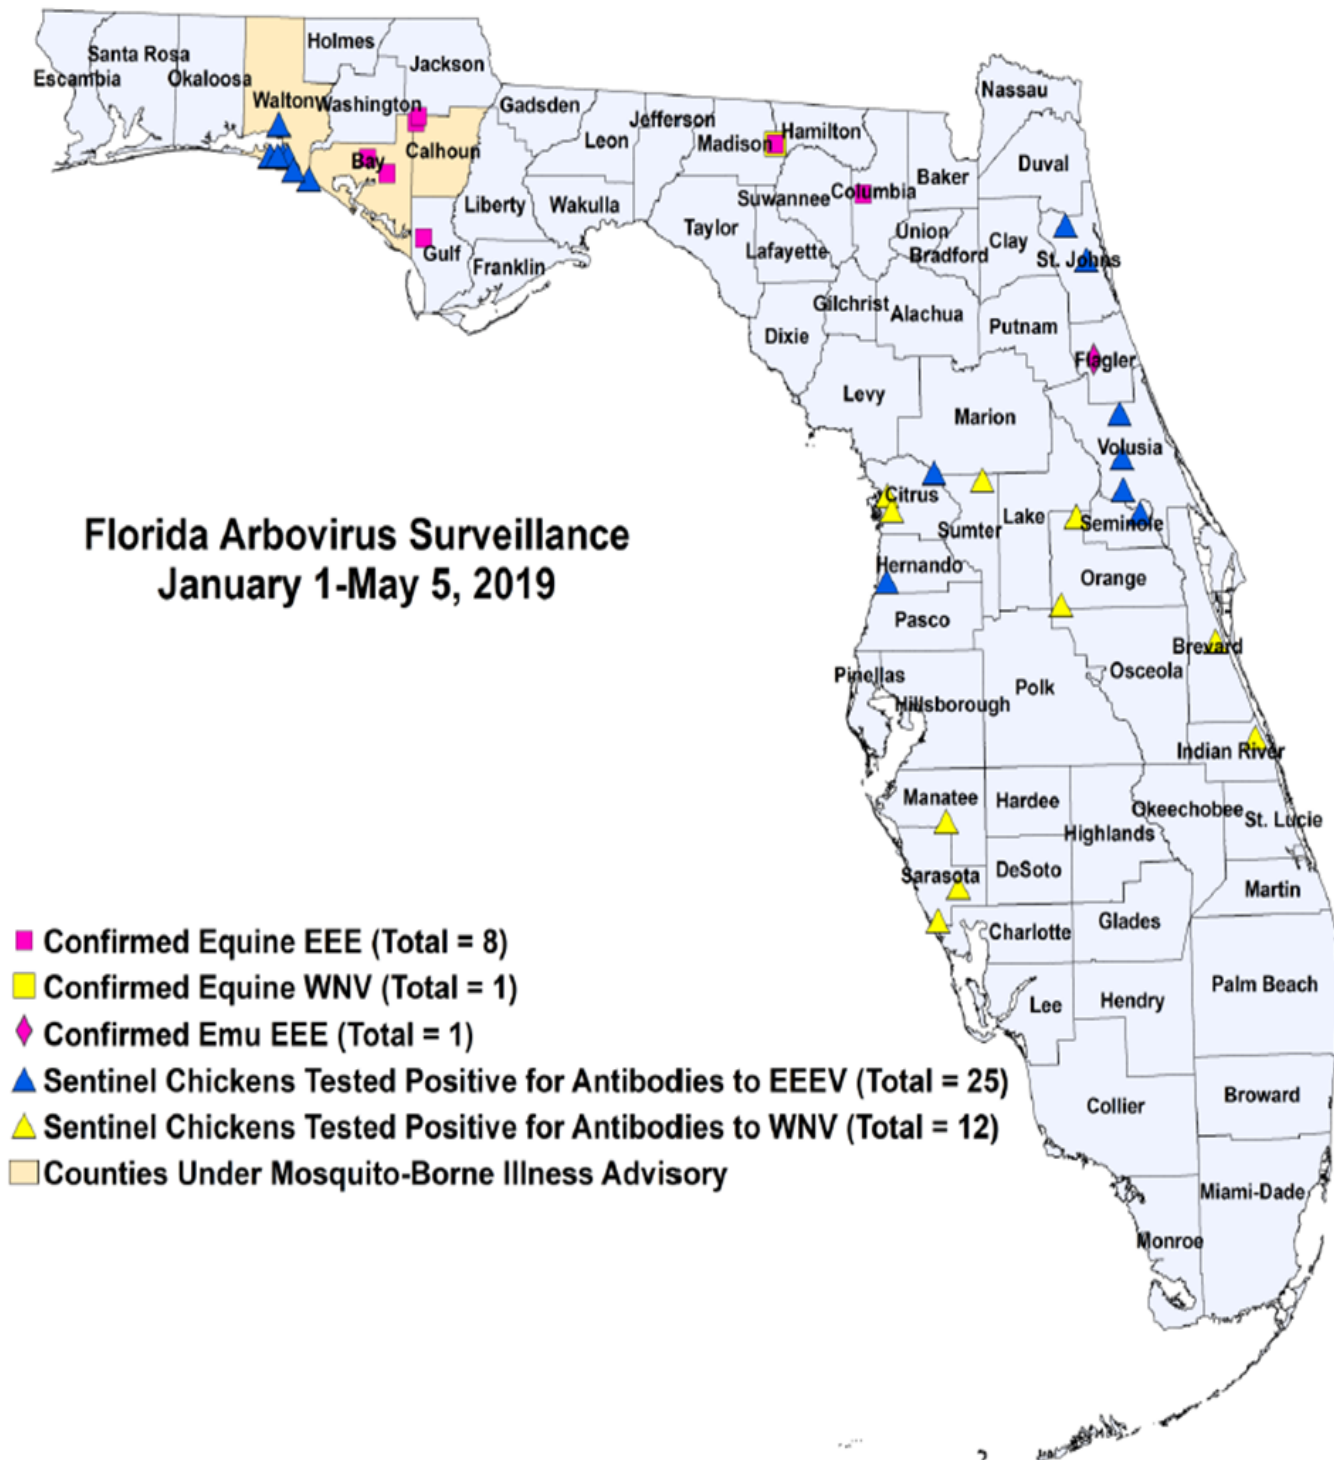 Holmes
Santa Rosa
Jackson
Escambia
Okaloosa
Nassau
Walton
Washington
Gadsden
Jefferson
Hamilton
Leon
Madison
Calhoun
Bay
Duval
Baker
Columbia
Suwannee
Liberty
Wakulla
Taylor
Union
Clay
Lafayette
Bradford
St. Johns
Gulf
Franklin
Gilchrist
Alachua
Putnam
Dixie
Flagler
Levy
Marion
Volusia
Citrus
Lake
Seminole
Sumter
Florida Arbovirus Surveillance
January 1-May 5, 2019
Hernando
Orange
Pasco
Brevard
Osceola
Pinellas
Polk
Hillsborough
Indian River
Manatee
Hardee
Okeechobee
St. Lucie
Highlands
Sarasota
DeSoto
Martin
Charlotte
Glades
Palm Beach
Lee
Hendry
Collier
Broward
Miami-Dade
Monroe
Confirmed Equine EEE (Total = 8)
Confirmed Equine WNV (Total = 1)
Confirmed Emu EEE (Total = 1)
Sentinel Chickens Tested Positive for Antibodies to EEEV (Total = 25)
Sentinel Chickens Tested Positive for Antibodies to WNV (Total = 12)
Counties Under Mosquito-Borne Illness Advisory